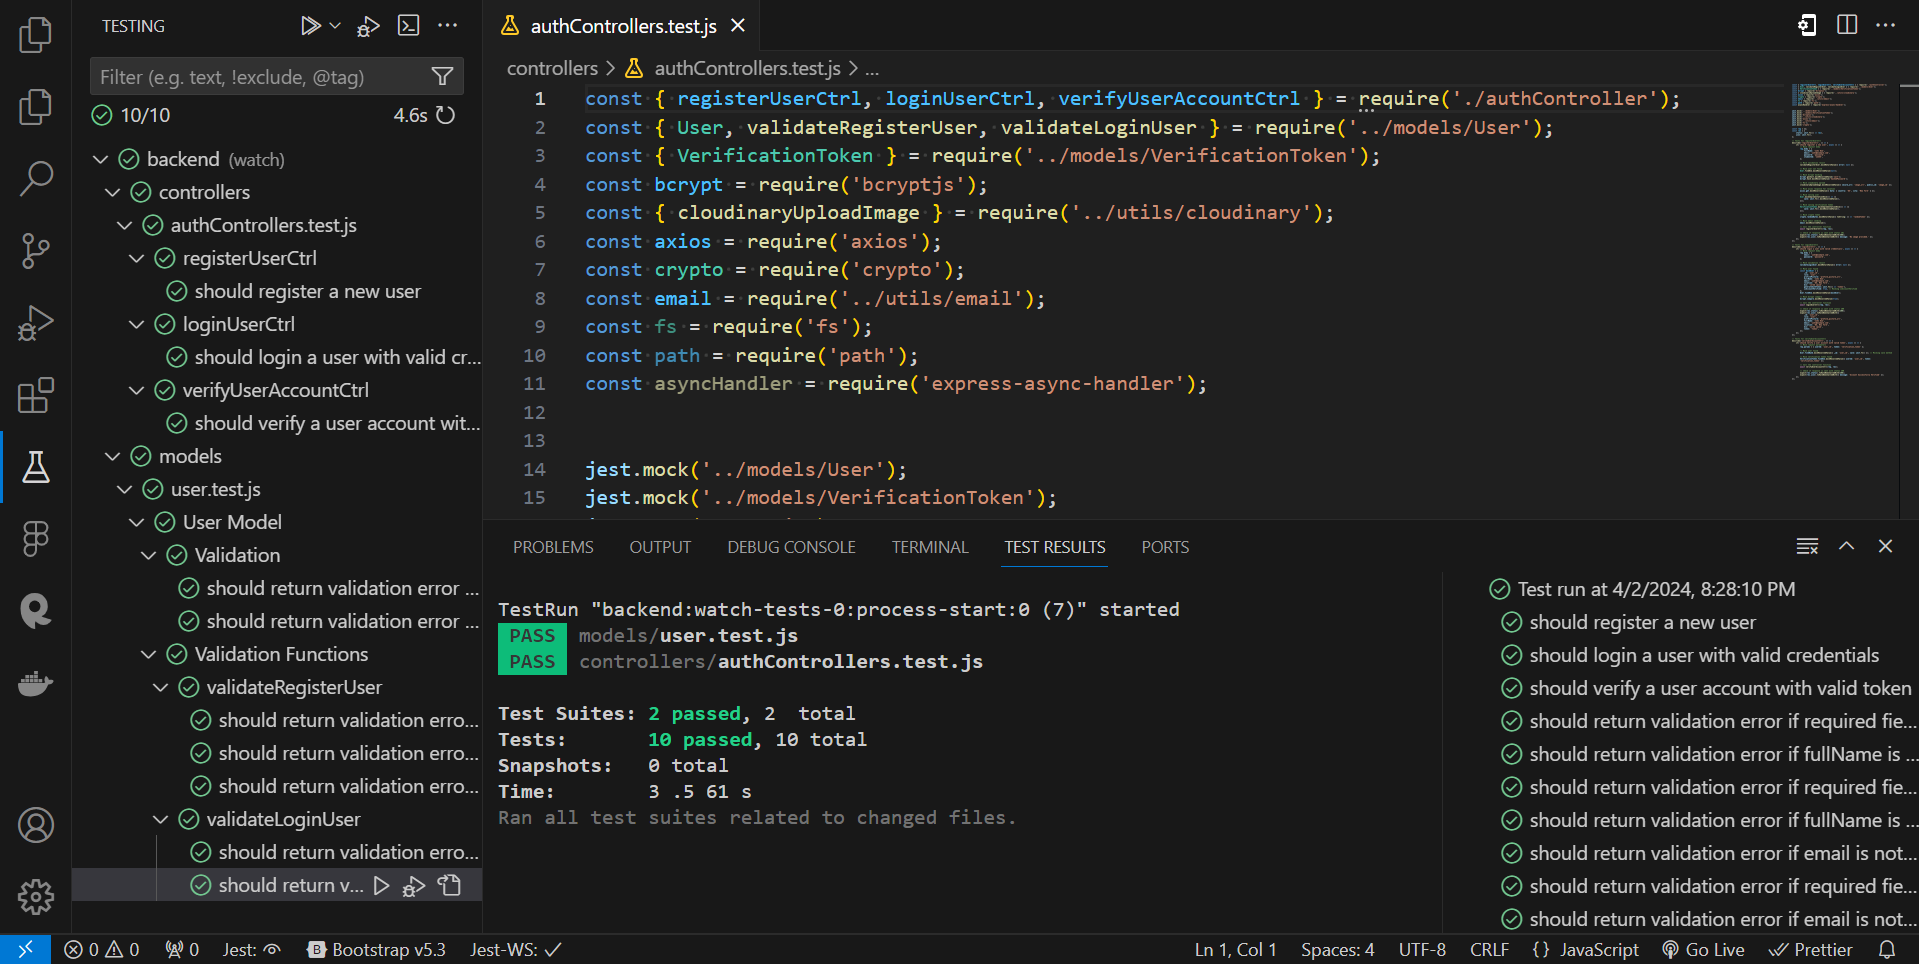 TESTING
Filter (e.g. text, !exclude, @tag)
10/10
4.6s
backend (watch)
controllers
authControllers.test.js
registerUserCtrl
should register a new user
loginUserCtrl
should login a user with valid cr...
verifyUserAccountCtrl
should verify a user account wit...
models
user.test.js
User Model
Validation
should return validation error ...
should return validation error ...
Validation Functions
validateRegisterUser
should return validation erro...
should return validation erro...
should return validation erro...
validateLoginUser
should return validation erro...
should return v...
authControllers.test.js
controllers > authControllers.test.js > ...
1 const { registerUserCtrl, loginUserCtrl, verifyUserAccountCtrl } = require('./authController');
2 const { User, validateRegisterUser, validateLoginUser } = require('../models/User');
3 const { VerificationToken } = require('../models/VerificationToken');
4 const bcrypt = require('bcryptjs');
5 const { cloudinaryUploadImage } = require('../utils/cloudinary');
6 const axios = require('axios');
7 const crypto = require('crypto');
8 const email = require('../utils/email');
9 const fs = require('fs');
10 const path = require('path');
11 const asyncHandler = require('express-async-handler');
12
13
14 jest.mock('../models/User');
15 jest.mock('../models/VerificationToken');
PROBLEMS OUTPUT DEBUG CONSOLE TERMINAL TEST RESULTS PORTS
TestRun "backend:watch-tests-0:process-start:0 (7)" started
PASS models/user.test.js
PASS controllers/authControllers.test.js
Test Suites: 2 passed, 2 total
Tests: 10 passed, 10 total
Snapshots: 0 total
Time: 3 .5 61 s
Ran all test suites related to changed files.
Test run at 4/2/2024, 8:28:10 PM
should register a new user
should login a user with valid credentials
should verify a user account with valid token
should return validation error if required fie...
should return validation error if fullName is ...
should return validation error if required fie...
should return validation error if fullName is ...
should return validation error if email is not...
should return validation error if required fie...
should return validation error if email is not...
0 0 0 Jest: B Bootstrap v5.3 Jest-WS: Ln 1, Col 1 Spaces: 4 UTF-8 CRLF {} JavaScript Go Live Prettier